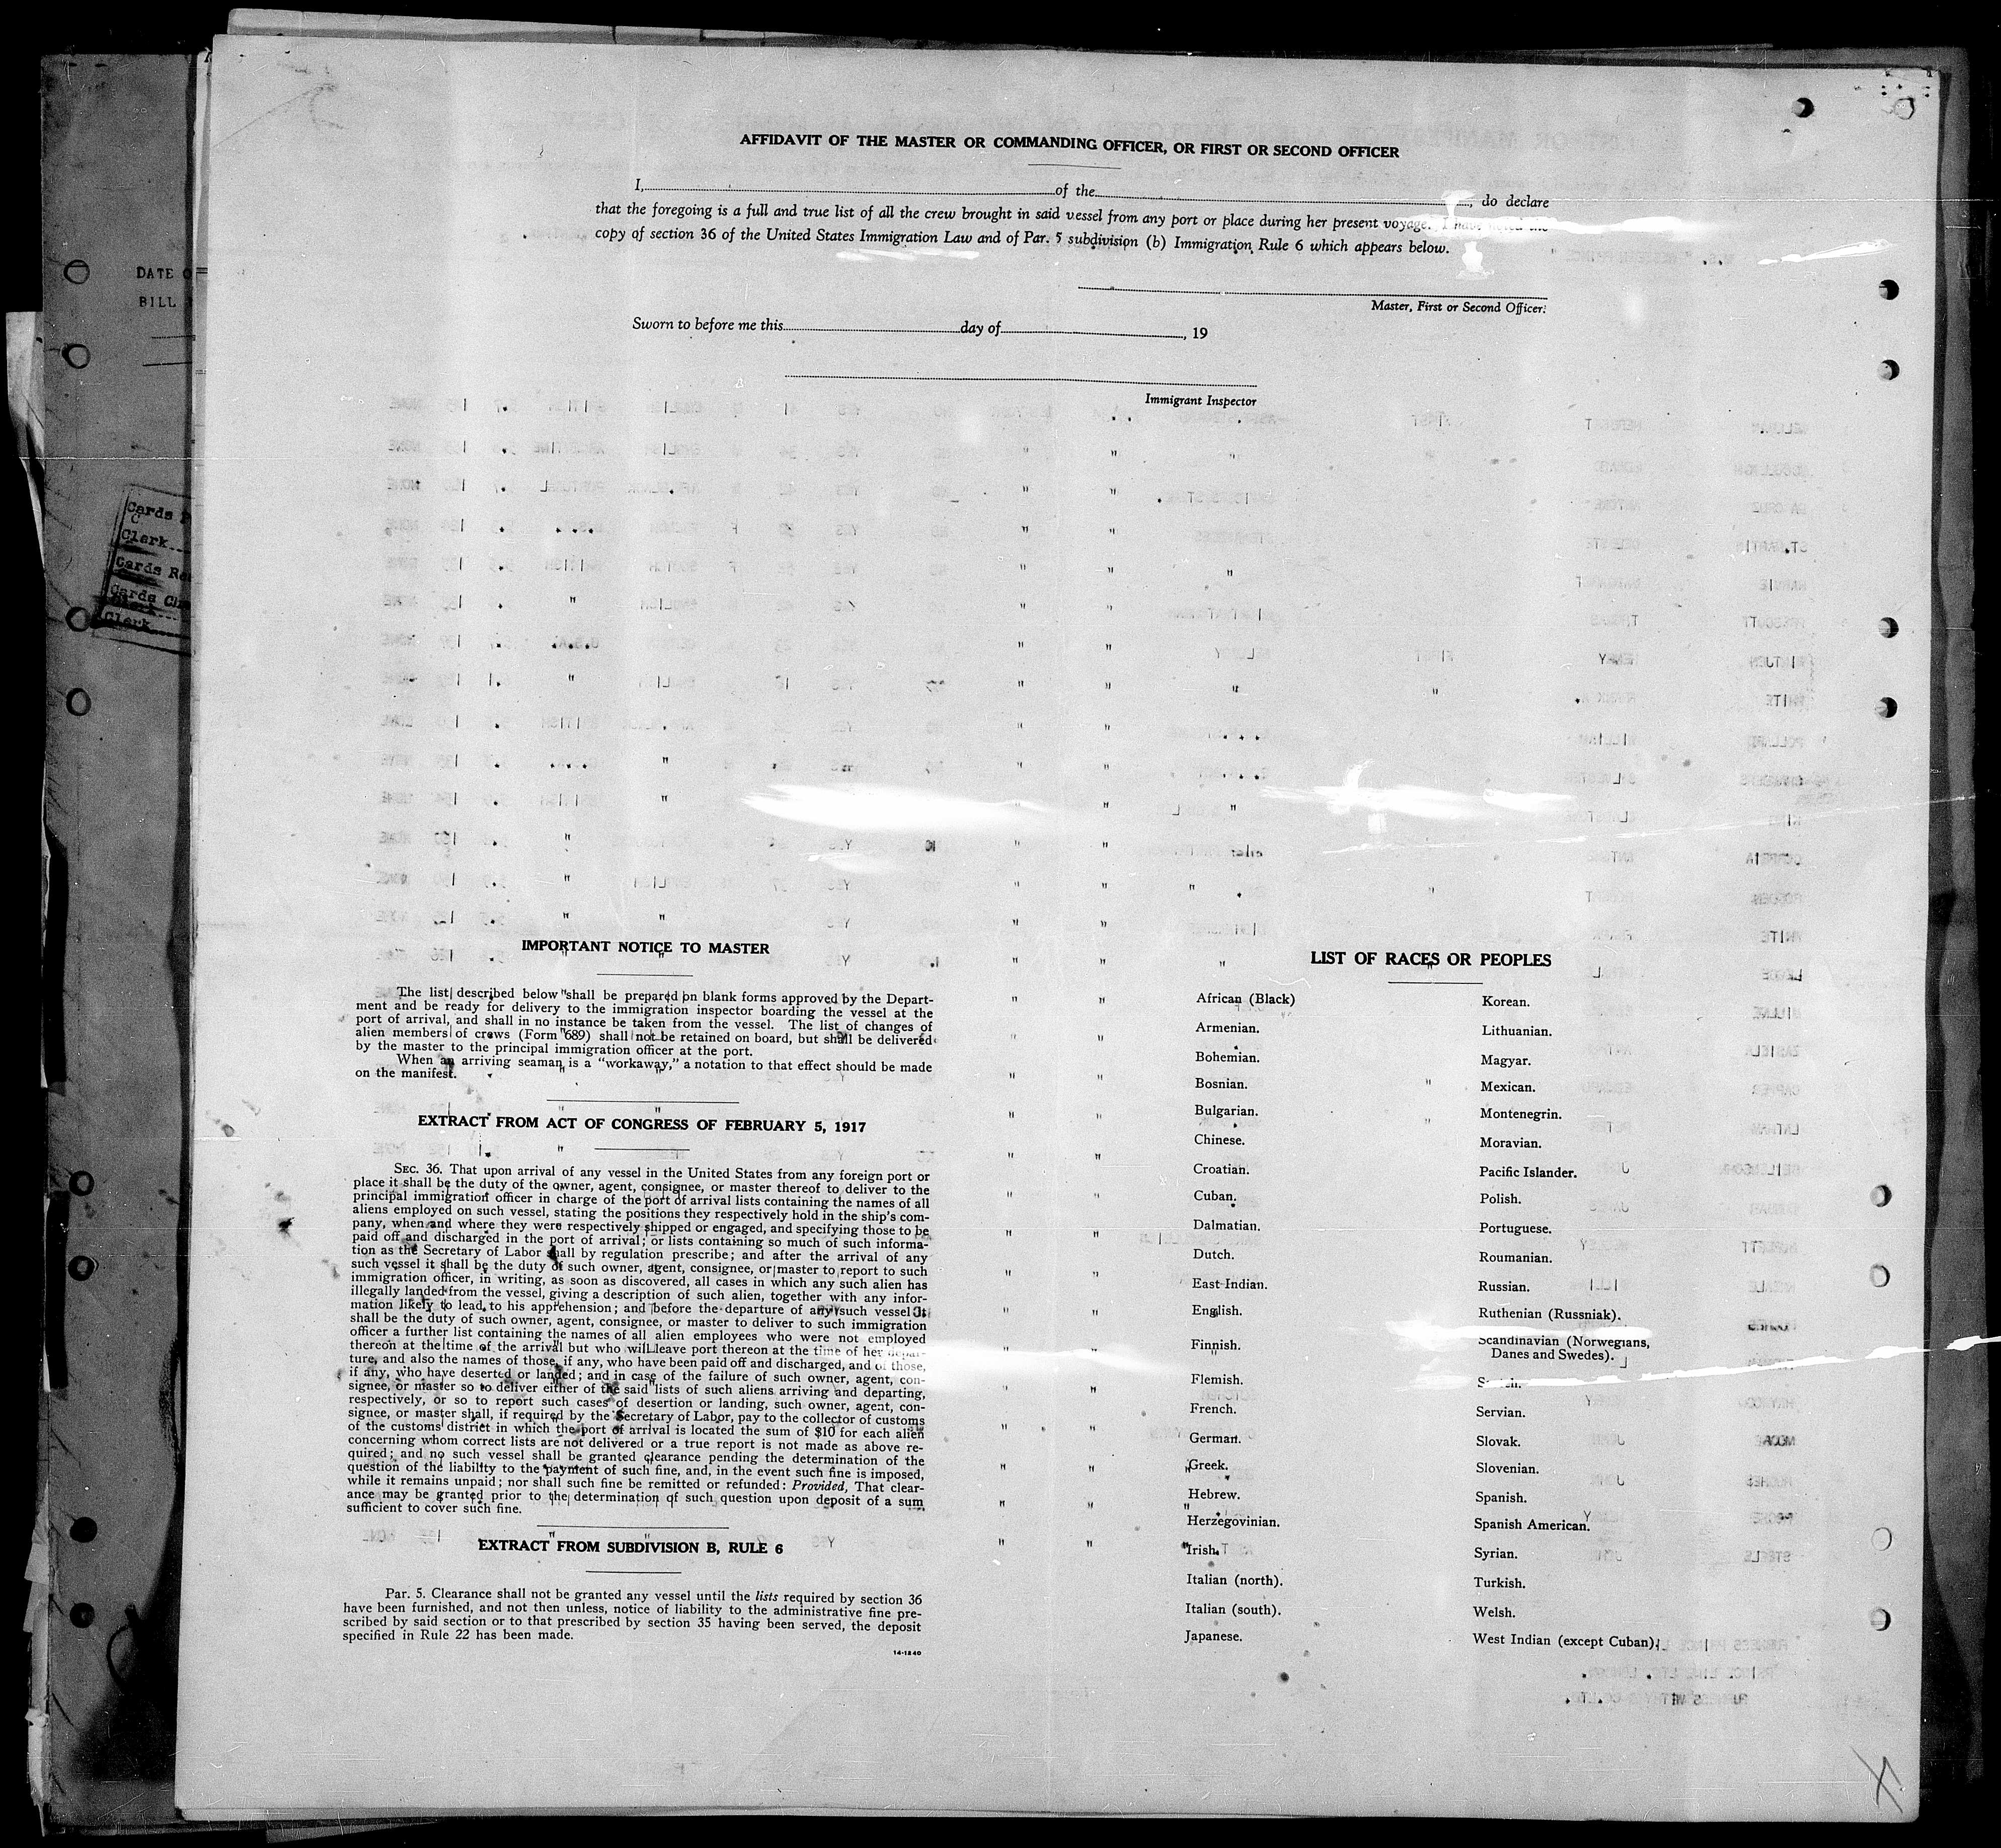 AFFIDAVIT OF THE MASTER OR COMMANDING OFFICER, OR FIRST OR SECOND OFFICER
I, of the , do declare
that the foregoing is a full and true list of all the crew brought in said vessel from any port or place during her present voyage. I have noted the
copy of section 36 of the United States Immigration Law and of Par. 5 subdivision (b) Immigration Rule 6 which appears below.
Master, First or Second Officer.
Sworn to before me this day of , 19
Immigrant Inspector
DATE
BILL
Cards
Clerk
Cards
Cards
Clerk
IMPORTANT NOTICE TO MASTER
The list described below shall be prepared on blank forms approved by the Depart-
ment and be ready for delivery to the immigration inspector boarding the vessel at the
port of arrival, and shall in no instance be taken from the vessel. The list of changes of
alien members of crews (Form 689) shall not be retained on board, but shall be delivered
by the master to the principal immigration officer at the port.
When an arriving seaman is a "workaway," a notation to that effect should be made
on the manifest.
EXTRACT FROM ACT OF CONGRESS OF FEBRUARY 5, 1917
SEC. 36. That upon arrival of any vessel in the United States from any foreign port or
place it shall be the duty of the owner, agent, consignee, or master thereof to deliver to the
principal immigration officer in charge of the port of arrival lists containing the names of all
aliens employed on such vessel, stating the positions they respectively hold in the ship's com-
pany, when and where they were respectively shipped or engaged, and specifying those to be
paid off and discharged in the port of arrival; or lists containing so much of such informa-
tion as the Secretary of Labor shall by regulation prescribe; and after the arrival of any
such vessel it shall be the duty of such owner, agent, consignee, or master to report to such
immigration officer, in writing, as soon as discovered, all cases in which any such alien has
illegally landed from the vessel, giving a description of such alien, together with any infor-
mation likely to lead to his apprehension; and before the departure of any such vessel it
shall be the duty of such owner, agent, consignee, or master to deliver to such immigration
officer a further list containing the names of all alien employees who were not employed
thereon at the time of the arrival but who will leave port thereon at the time of her depar-
ture, and also the names of those, if any, who have been paid off and discharged, and of those,
if any, who have deserted or landed; and in case of the failure of such owner, agent, con-
signee, or master so to deliver either of the said lists of such aliens arriving and departing,
respectively, or so to report such cases of desertion or landing, such owner, agent, con-
signee, or master shall, if required by the Secretary of Labor, pay to the collector of customs
of the customs district in which the port of arrival is located the sum of $10 for each alien
concerning whom correct lists are not delivered or a true report is not made as above re-
quired; and no such vessel shall be granted clearance pending the determination of the
question of the liability to the payment of such fine, and, in the event such fine is imposed,
while it remains unpaid; nor shall such fine be remitted or refunded: Provided, That clear-
ance may be granted prior to the determination of such question upon deposit of a sum
sufficient to cover such fine.
EXTRACT FROM SUBDIVISION B, RULE 6
Par. 5. Clearance shall not be granted any vessel until the lists required by section 36
have been furnished, and not then unless, notice of liability to the administrative fine pre-
scribed by said section or to that prescribed by section 35 having been served, the deposit
specified in Rule 22 has been made.
14-1240
LIST OF RACES OR PEOPLES
African (Black)
Armenian.
Bohemian.
Bosnian.
Bulgarian.
Chinese.
Croatian.
Cuban.
Dalmatian.
Dutch.
East Indian.
English.
Finnish.
Flemish.
French.
German.
Greek.
Hebrew.
Herzegovinian.
Irish.
Italian (north).
Italian (south).
Japanese.
Korean.
Lithuanian.
Magyar.
Mexican.
Montenegrin.
Moravian.
Pacific Islander.
Polish.
Portuguese.
Roumanian.
Russian.
Ruthenian (Russniak).
Scandinavian (Norwegians,
Danes and Swedes).
Servian.
Slovak.
Slovenian.
Spanish.
Spanish American.
Syrian.
Turkish.
Welsh.
West Indian (except Cuban).